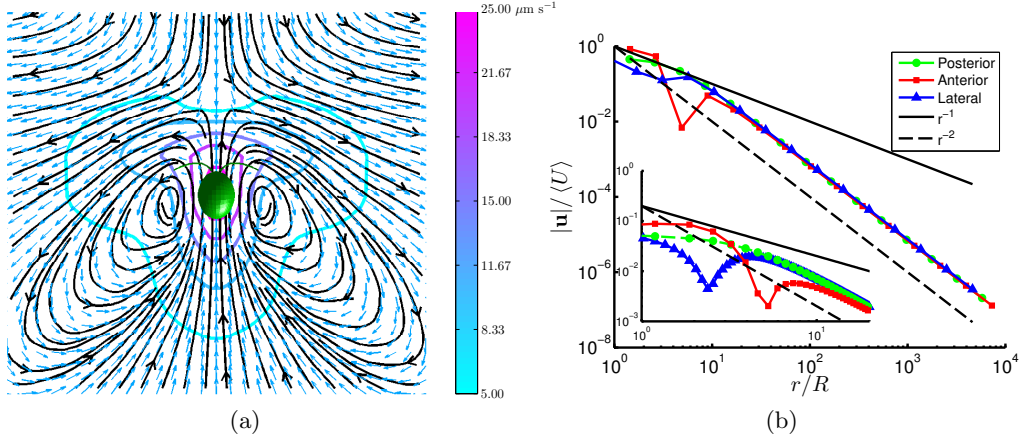 25.00 μm s⁻¹
21.67
18.33
15.00
11.67
8.33
5.00
(a)
|u|/⟨U⟩
10⁰
10⁻²
10⁻⁴
10⁻⁶
10⁻⁸
10⁰
10¹
10²
10³
10⁴
r/R
Posterior
Anterior
Lateral
r⁻¹
r⁻²
10⁰
10⁻¹
10⁻²
10⁻³
10⁰
10¹
(b)